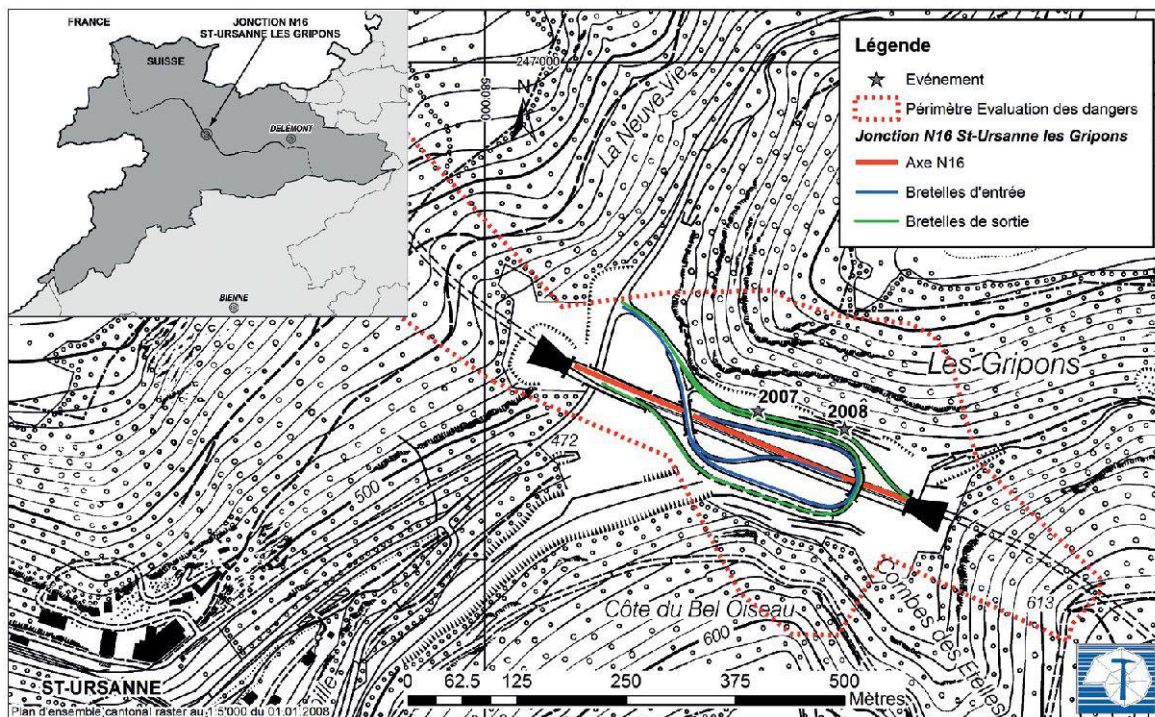 FRANCE
JONCTION N16
ST-URSANNE LES GRIPONS
SUISSE
DELÉMONT
BIENNE
247'000
580'000
N
La Neuve Vie
Légende
Evénement
Périmètre Evaluation des dangers
Jonction N16 St-Ursanne les Gripons
Axe N16
Bretelles d'entrée
Bretelles de sortie
Les Gripons
2007
2008
472
500
Côte du Bel Oiseau
600
Combes des Fielles
613
ST-URSANNE
0 62.5 125 250 375 500
Mètres
Plan d'ensemble cantonal raster au 1:5'000 du 01.01.2008